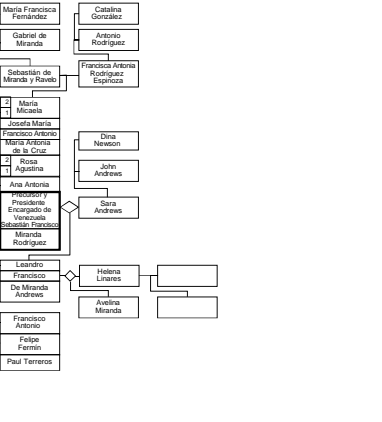 María Francisca
Fernández
Catalina
González
Gabriel de
Miranda
Antonio
Rodríguez
Sebastián de
Miranda y Ravelo
Francisca Antonia
Rodríguez
Espinoza
2
1
María
Micaela
Josefa María
Francisco Antonio
María Antonia
de la Cruz
2
1
Rosa
Agustina
Ana Antonia
Dina
Newson
John
Andrews
Precursor y
Presidente
Encargado de
Venezuela
Sebastián Francisco
Miranda
Rodríguez
Sara
Andrews
Leandro
Francisco
De Miranda
Andrews
Helena
Linares
Avelina
Miranda
Francisco
Antonio
Felipe
Fermín
Paul Terreros